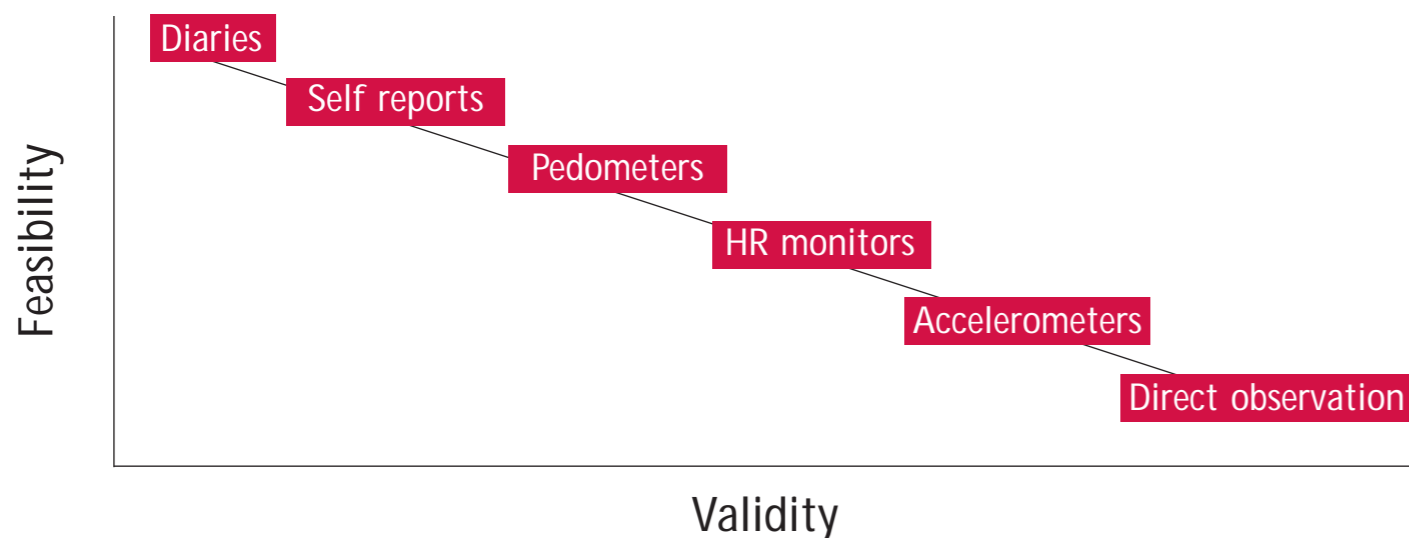 Diaries
Self reports
Pedometers
HR monitors
Accelerometers
Direct observation
Feasibility
Validity